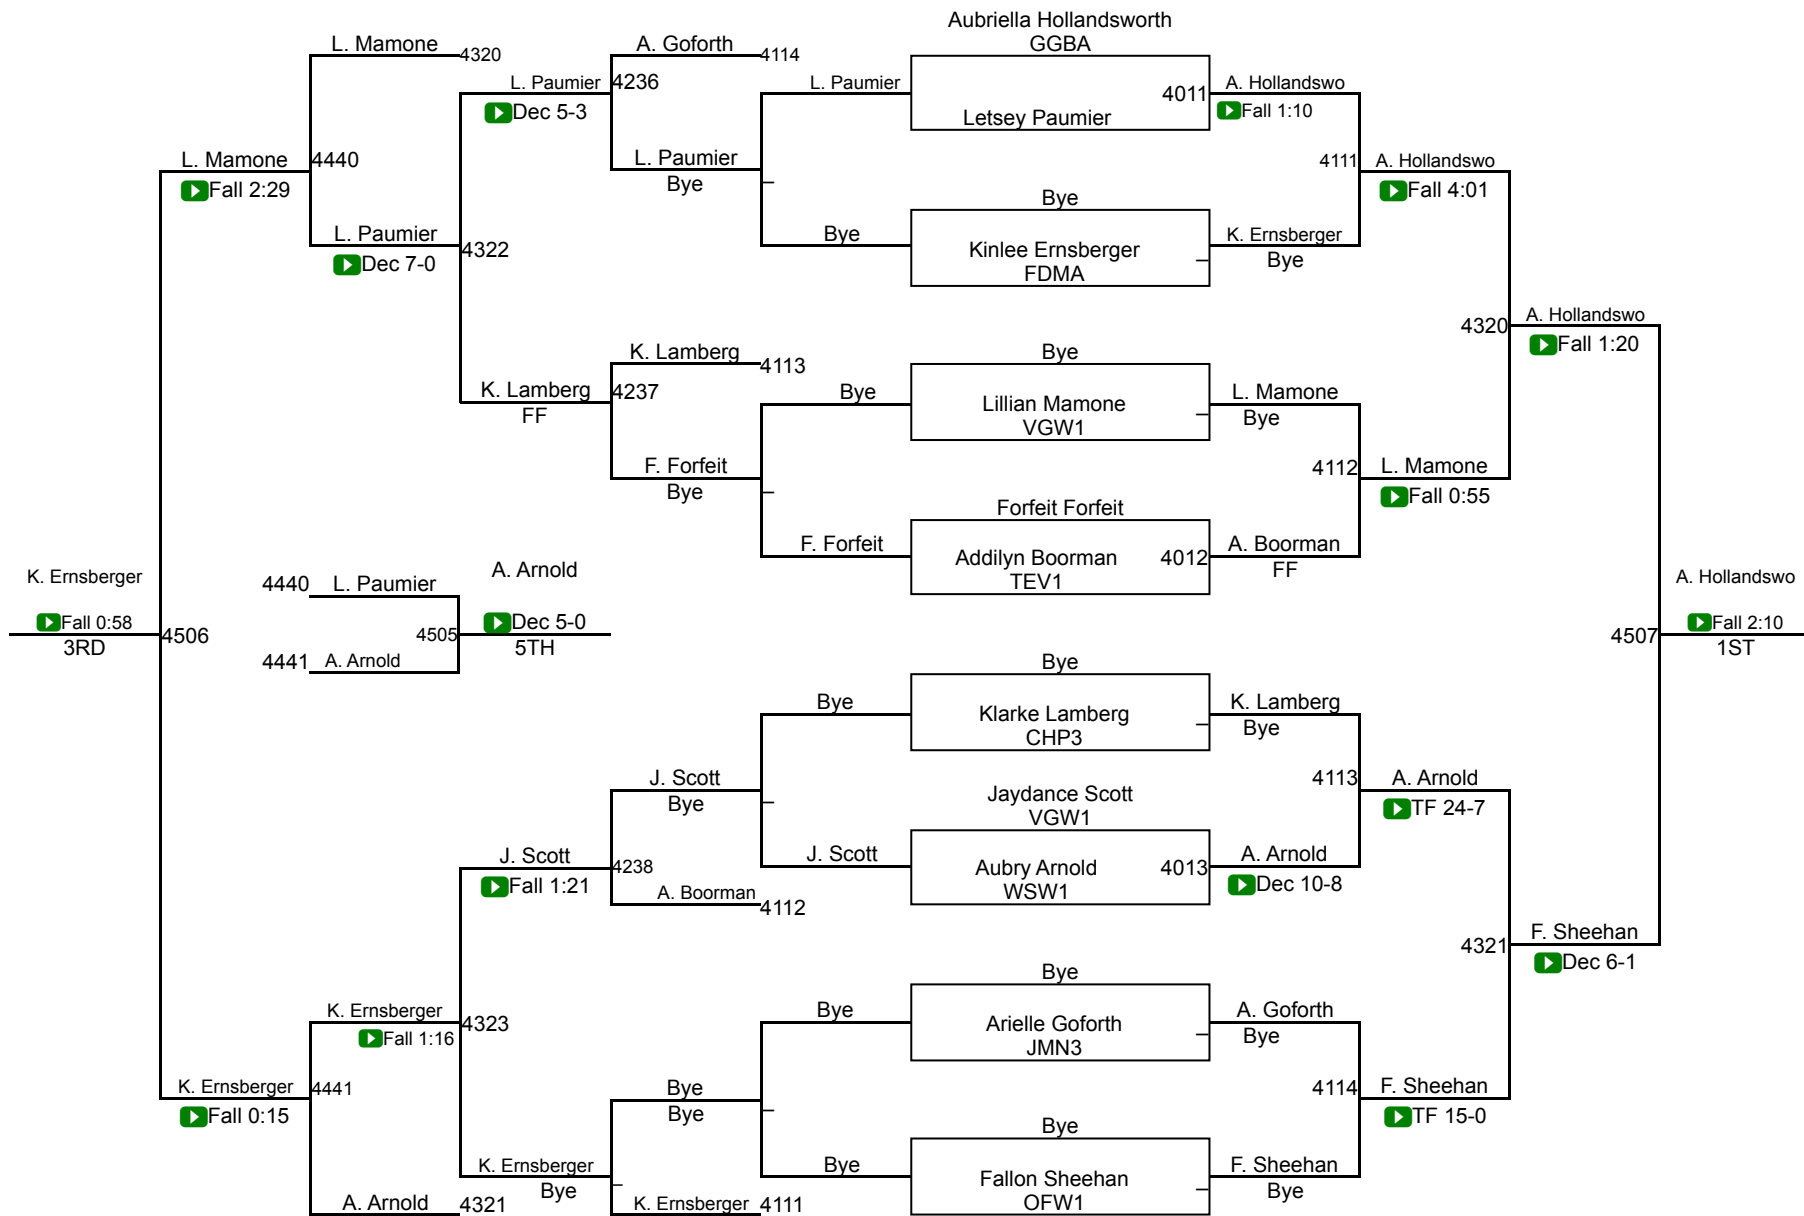 Aubriella Hollandsworth
GGBA
L. Mamone
4320
A. Goforth
4114
L. Paumier
4236
Dec 5-3
L. Paumier
4011
A. Hollandswo
Fall 1:10
Letsey Paumier
L. Mamone
4440
Fall 2:29
L. Paumier
Bye
4111
A. Hollandswo
Fall 4:01
Bye
L. Paumier
4322
Dec 7-0
Bye
Kinlee Ernsberger
FDMA
K. Ernsberger
Bye
4320
A. Hollandswo
Fall 1:20
K. Lamberg
4113
Bye
K. Lamberg
4237
FF
Bye
Lillian Mamone
VGW1
L. Mamone
Bye
F. Forfeit
Bye
4112
L. Mamone
Fall 0:55
Forfeit Forfeit
F. Forfeit
Addilyn Boorman
TEV1
4012
A. Boorman
FF
K. Ernsberger
Fall 0:58
3RD
4506
4440
L. Paumier
A. Arnold
4505
Dec 5-0
5TH
4441
A. Arnold
A. Hollandswo
4507
Fall 2:10
1ST
Bye
Bye
Klarke Lamberg
CHP3
K. Lamberg
Bye
J. Scott
Bye
Jaydance Scott
VGW1
4113
A. Arnold
TF 24-7
J. Scott
4238
Fall 1:21
J. Scott
Aubry Arnold
WSW1
4013
A. Arnold
Dec 10-8
A. Boorman
4112
4321
F. Sheehan
Dec 6-1
Bye
K. Ernsberger
4323
Fall 1:16
Bye
Arielle Goforth
JMN3
A. Goforth
Bye
K. Ernsberger
4441
Fall 0:15
Bye
Bye
4114
F. Sheehan
TF 15-0
Bye
K. Ernsberger
Bye
Bye
Fallon Sheehan
OFW1
F. Sheehan
Bye
A. Arnold
4321
K. Ernsberger
4111